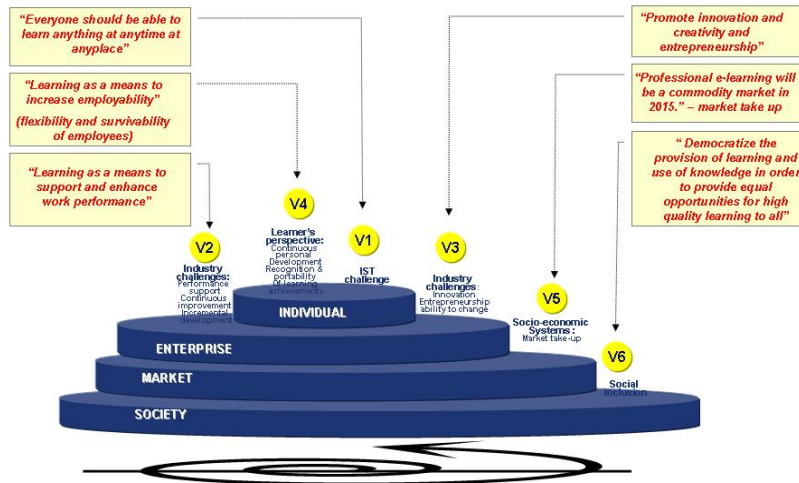 “Everyone should be able to
learn anything at anytime at
anyplace”
“Learning as a means to
increase employability”
(flexibility and survivability
of employees)
“Learning as a means to
support and enhance
work performance”
“Promote innovation and
creativity and
entrepreneurship”
“Professional e-learning will
be a commodity market in
2015.” – market take up
“ Democratize the
provision of learning and
use of knowledge in order
to provide equal
opportunities for high
quality learning to all”
V4
Learner’s
perspective:
Continuous
personal
Development
Recognition &
portability
Of learning
achievements
V1
IST
challenge
V2
Industry
challenges:
Performance
support
Continuous
improvement
Incremental
development
V3
Industry
challenges:
Innovation
Entrepreneurship
ability to change
V5
Socio-economic
Systems:
Market take-up
V6
Social
Inclusion
INDIVIDUAL
ENTERPRISE
MARKET
SOCIETY